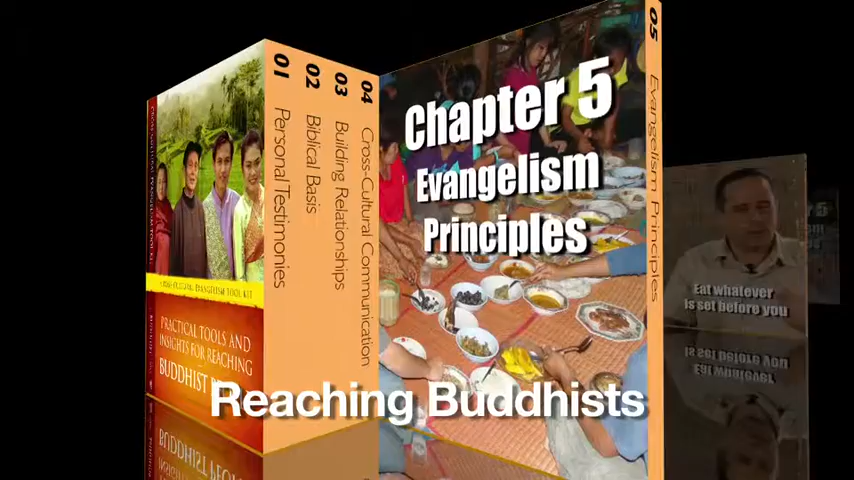 CROSS-CULTURAL EVANGELISM TOOL KIT
PRACTICAL TOOLS AND
INSIGHTS FOR REACHING
BUDDHIST
01 Personal Testimonies
02 Biblical Basis
03 Building Relationships
04 Cross-Cultural Communication
Chapter 5
Evangelism
Principles
05 Evangelism Principles
Eat whatever
is set before you
Reaching Buddhists